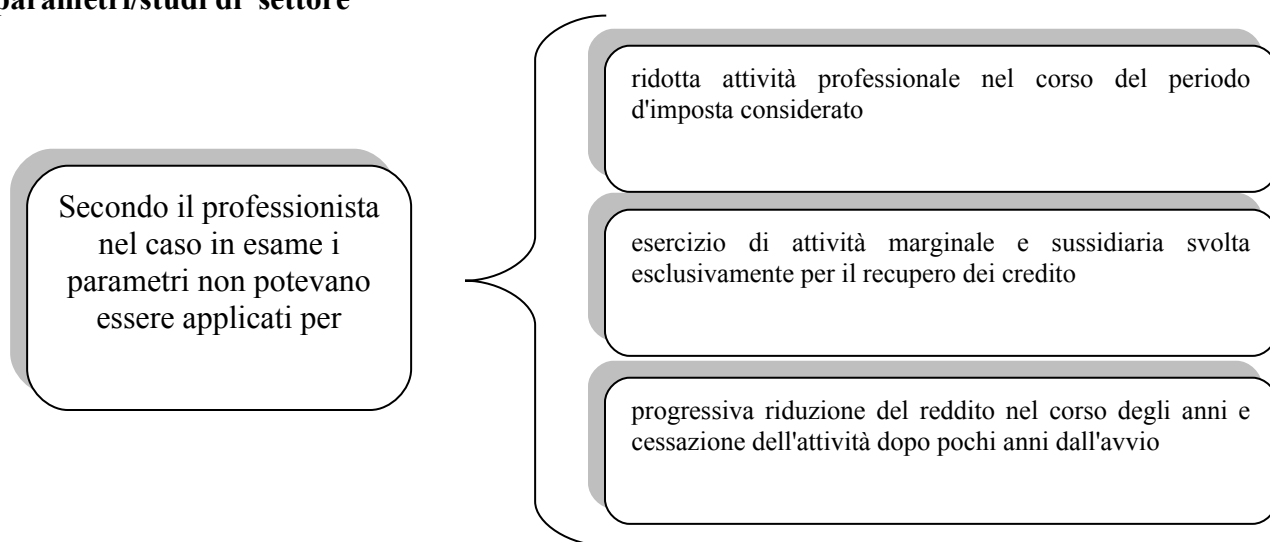 parametri/studi di settore
ridotta attività professionale nel corso del periodo
d'imposta considerato
Secondo il professionista
nel caso in esame i
parametri non potevano
essere applicati per
esercizio di attività marginale e sussidiaria svolta
esclusivamente per il recupero dei credito
progressiva riduzione del reddito nel corso degli anni e
cessazione dell'attività dopo pochi anni dall'avvio